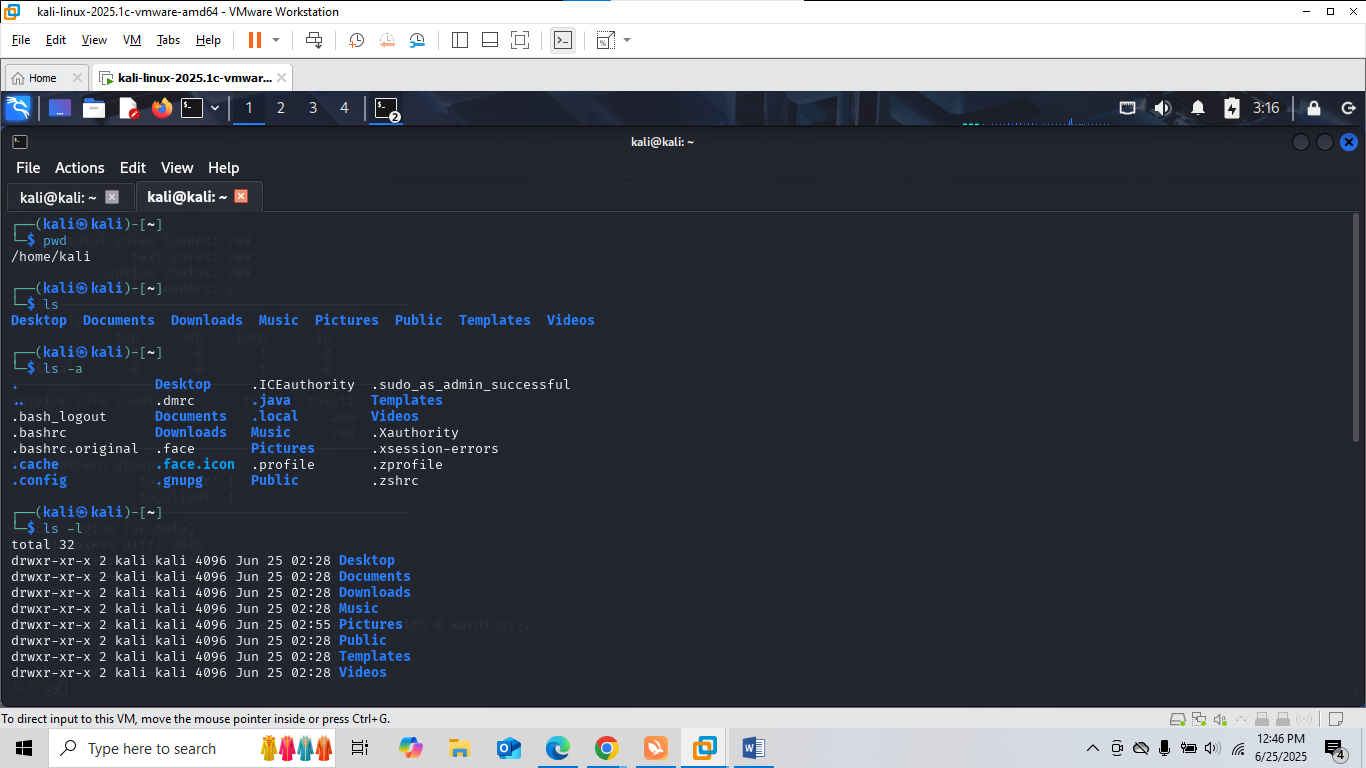 kali-linux-2025.1c-vmware-amd64 - VMware Workstation
File Edit View VM Tabs Help
Home kali-linux-2025.1c-vmwar...
1 2 3 4 2 3:16
kali@kali: ~
File Actions Edit View Help
kali@kali: ~ kali@kali: ~
┌──(kali㉿kali)-[~]
└─$ pwd
/home/kali
┌──(kali㉿kali)-[~]
└─$ ls
Desktop Documents Downloads Music Pictures Public Templates Videos
┌──(kali㉿kali)-[~]
└─$ ls -a
. Desktop .ICEauthority .sudo_as_admin_successful
.. .dmrc .java Templates
.bash_logout Documents .local Videos
.bashrc Downloads Music .Xauthority
.bashrc.original .face Pictures .xsession-errors
.cache .face.icon .profile .zprofile
.config .gnupg Public .zshrc
┌──(kali㉿kali)-[~]
└─$ ls -l
total 32
drwxr-xr-x 2 kali kali 4096 Jun 25 02:28 Desktop
drwxr-xr-x 2 kali kali 4096 Jun 25 02:28 Documents
drwxr-xr-x 2 kali kali 4096 Jun 25 02:28 Downloads
drwxr-xr-x 2 kali kali 4096 Jun 25 02:28 Music
drwxr-xr-x 2 kali kali 4096 Jun 25 02:55 Pictures
drwxr-xr-x 2 kali kali 4096 Jun 25 02:28 Public
drwxr-xr-x 2 kali kali 4096 Jun 25 02:28 Templates
drwxr-xr-x 2 kali kali 4096 Jun 25 02:28 Videos
To direct input to this VM, move the mouse pointer inside or press Ctrl+G.
Type here to search
12:46 PM
6/25/2025
4